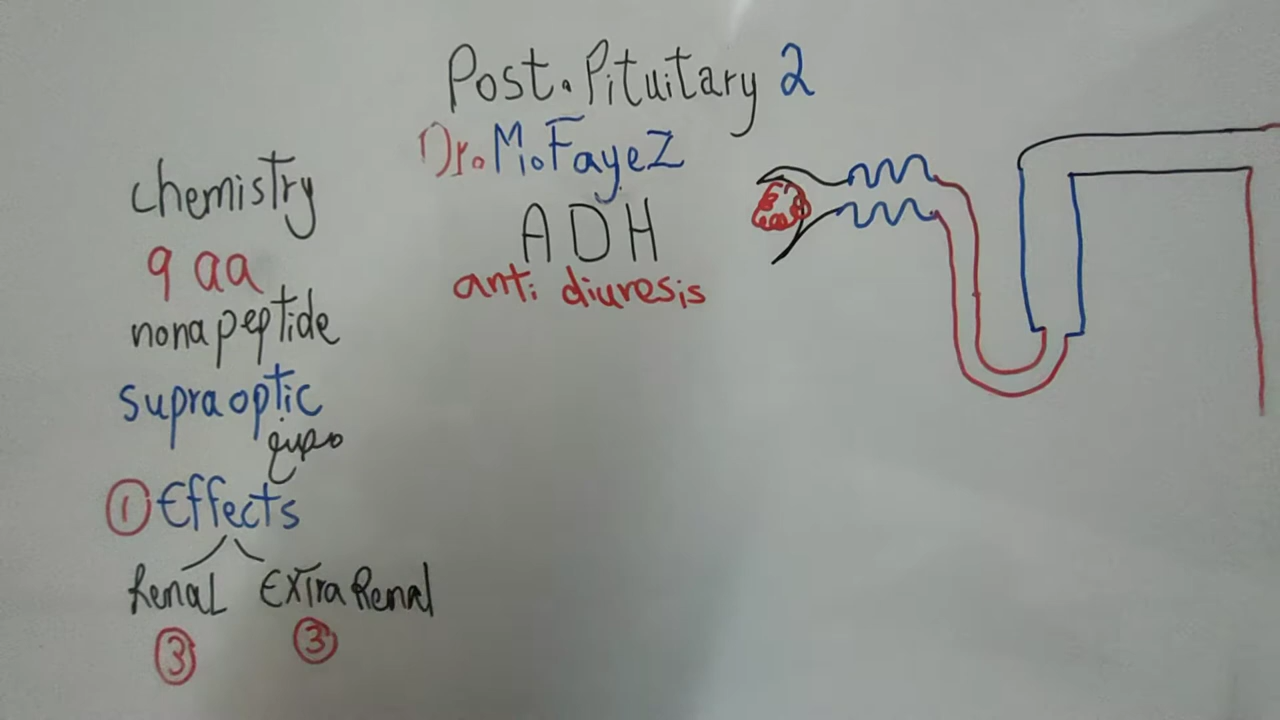 Post. Pituitary 2
Dr. M. Fayez
ADH
anti diuresis
chemistry
9 aa
nonapeptide
supraoptic
① Effects
Renal Extra Renal
③ ③